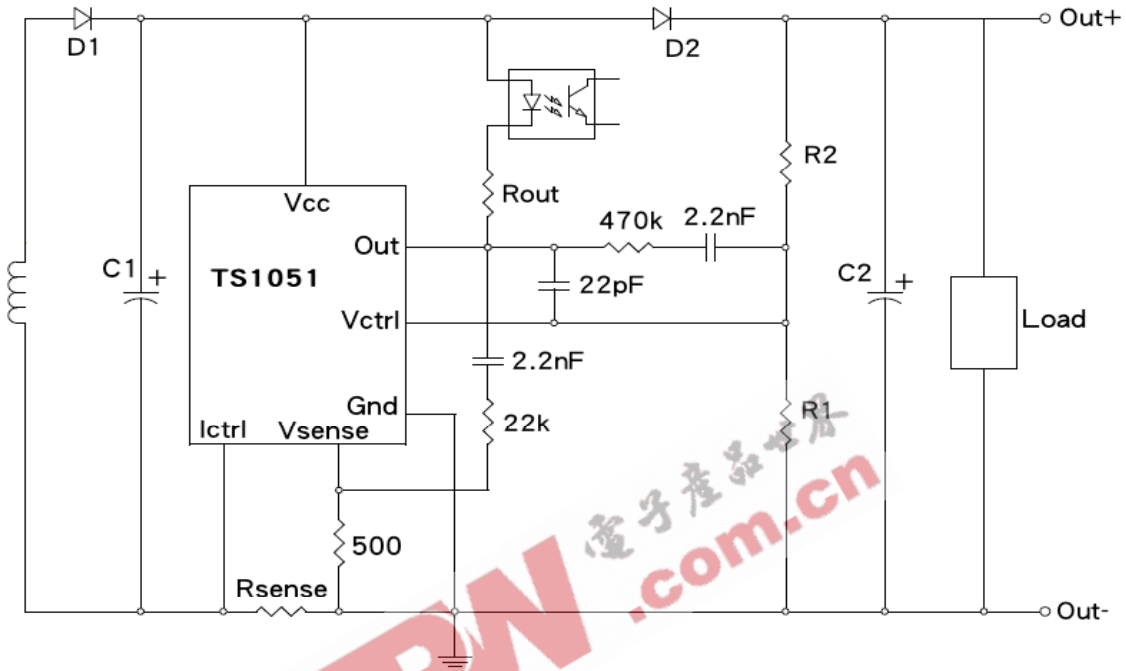 Out+
D1
D2
R2
Vcc
Rout
470k
2.2nF
Out
C1
+
TS1051
22pF
C2
+
Load
Vctrl
2.2nF
Gnd
R1
Ictrl
Vsense
22k
500
Rsense
Out-
電子產品世界
.com.cn